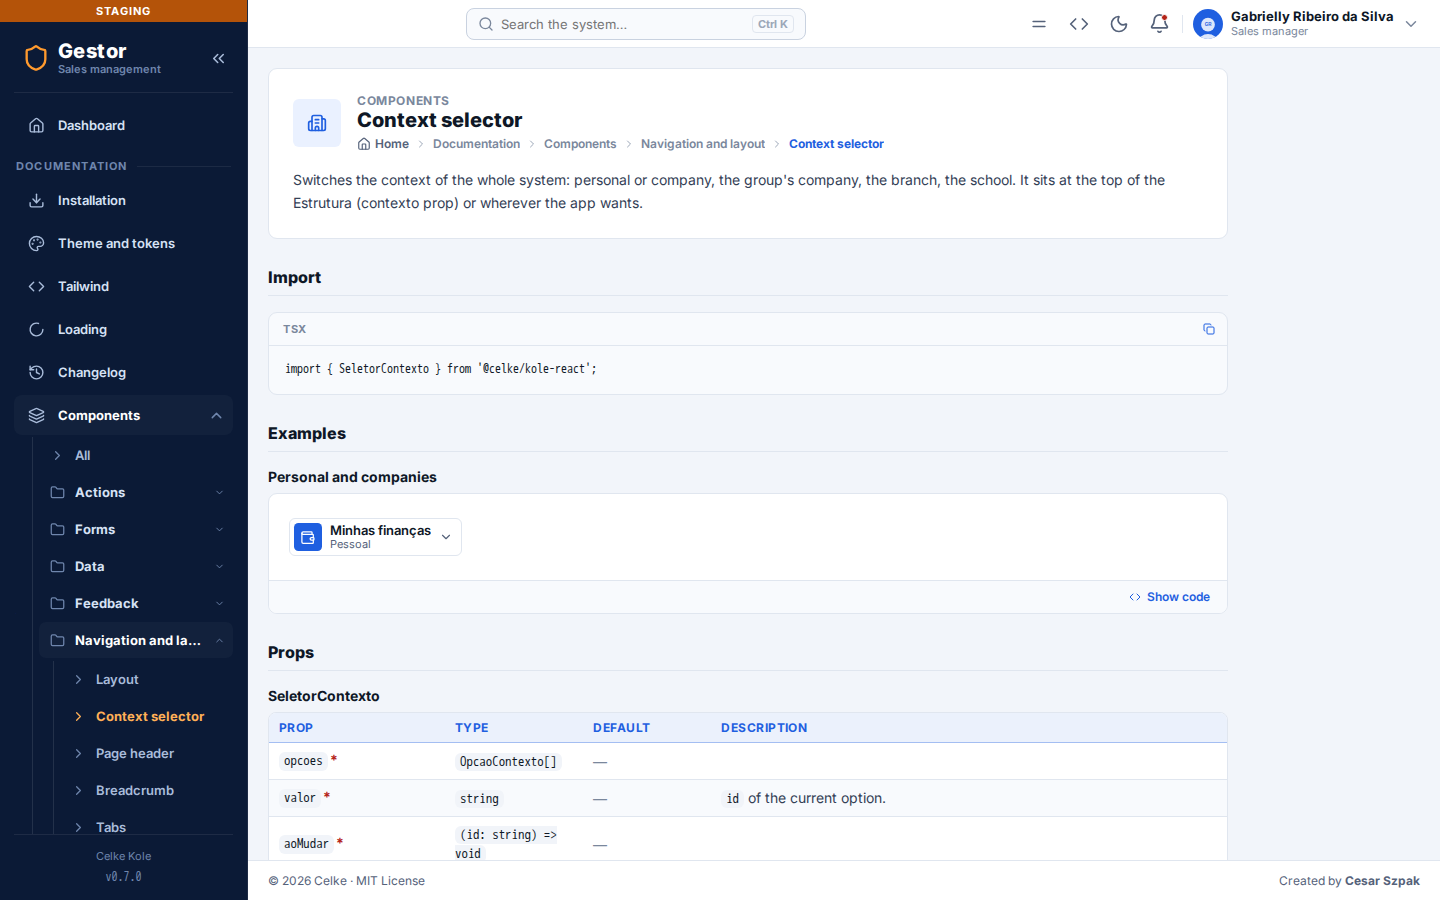 STAGING
Gestor
Sales management
Dashboard
DOCUMENTATION
Installation
Theme and tokens
Tailwind
Loading
Changelog
Components
All
Actions
Forms
Data
Feedback
Navigation and la...
Layout
Context selector
Page header
Breadcrumb
Tabs
Celke Kole
v0.7.0
Search the system...
Ctrl K
GR
Gabrielly Ribeiro da Silva
Sales manager
COMPONENTS
Context selector
Home
Documentation
Components
Navigation and layout
Context selector
Switches the context of the whole system: personal or company, the group's company, the branch, the school. It sits at the top of the
Estrutura (contexto prop) or wherever the app wants.
Import
TSX
import { SeletorContexto } from '@celke/kole-react';
Examples
Personal and companies
Minhas finanças
Pessoal
Show code
Props
SeletorContexto
PROP TYPE DEFAULT DESCRIPTION
opcoes * OpcaoContexto[] —
valor * string — id of the current option.
aoMudar * (id: string) => —
void
© 2026 Celke · MIT License
Created by Cesar Szpak